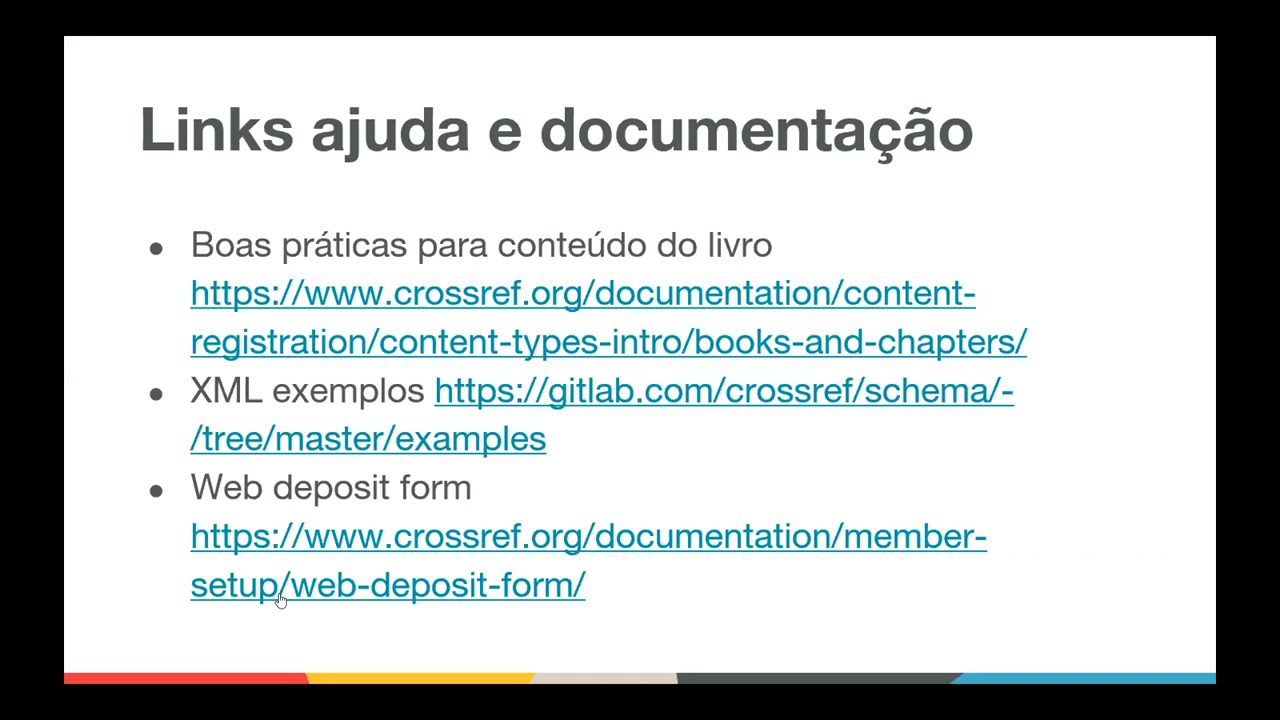 Links ajuda e documentação
● Boas práticas para conteúdo do livro
https://www.crossref.org/documentation/content-
registration/content-types-intro/books-and-chapters/
● XML exemplos https://gitlab.com/crossref/schema/-
/tree/master/examples
● Web deposit form
https://www.crossref.org/documentation/member-
setup/web-deposit-form/